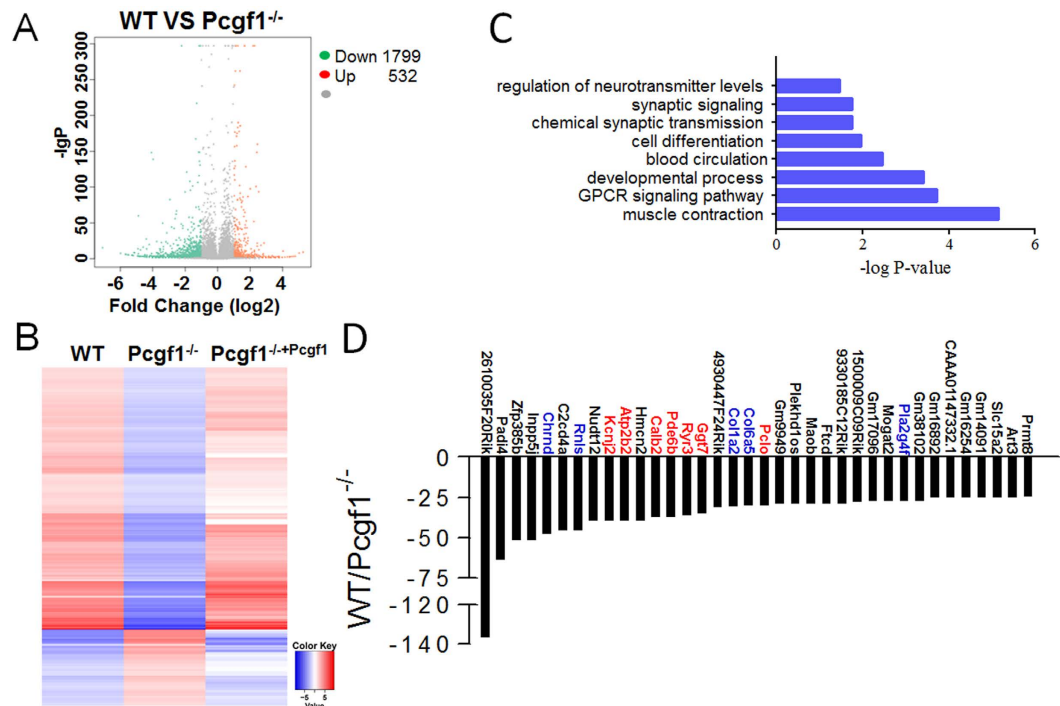 A
WT VS Pcgf1-/-
-lgP
300
250
200
150
100
50
0
-6 -4 -2 0 2 4
Fold Change (log2)
Down 1799
Up 532
C
regulation of neurotransmitter levels
synaptic signaling
chemical synaptic transmission
cell differentiation
blood circulation
developmental process
GPCR signaling pathway
muscle contraction
0 2 4 6
-log P-value
B
WT Pcgf1-/- Pcgf1-/-+Pcgf1
Color Key
-5 5
Value
D
WT/Pcgf1-/-
0
-25
-50
-75
-120
-140
2610035F20Rik
Padi4
Zfp385b
Impp5j
Chrnd
C2cd4a
Rnls
Nudt12
Kcnj2
Atp2b2
Hmcn2
Calb2
Pde6b
Ryr3
Ggt7
4930447F24Rik
Col1a2
Col6a5
Pclo
Gm9949
Plekhd1os
Maob
Ftcd
9330185C12Rik
1500009C09Rik
Gm17096
Mogat2
Pla2g4f
Gm38102
Gm16892
CAAA01147332.1
Gm16254
Gm14091
Slc15a2
Art3
Prmt8